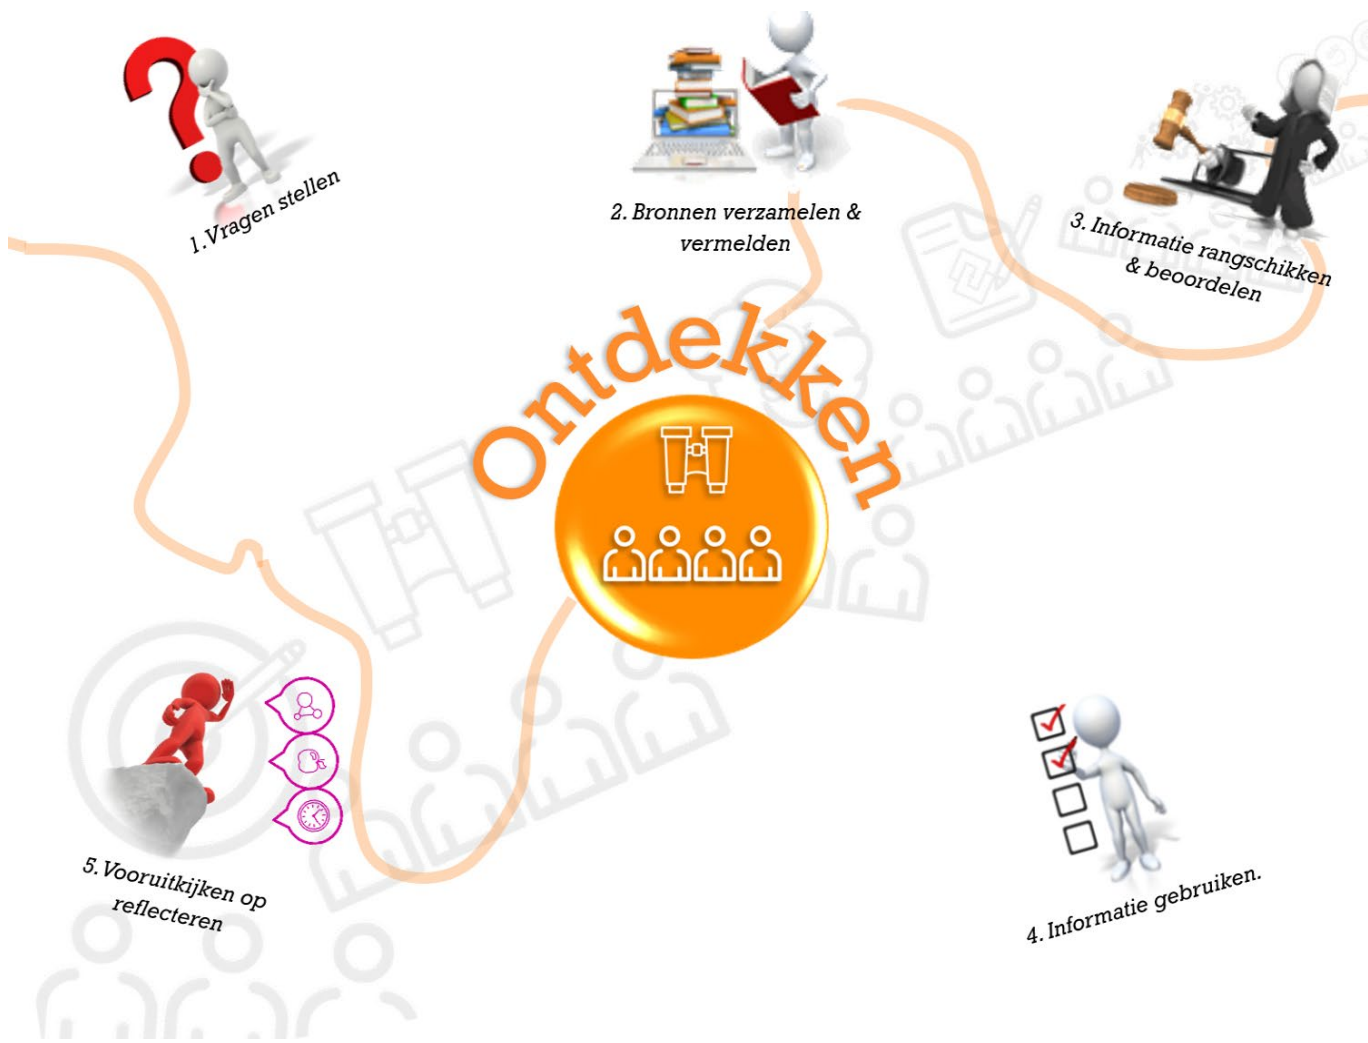 1. Vragen stellen
2. Bronnen verzamelen &
vermelden
3. Informatie rangschikken
& beoordelen
Ontdekken
4. Informatie gebruiken.
5. Vooruitkijken op
reflecteren